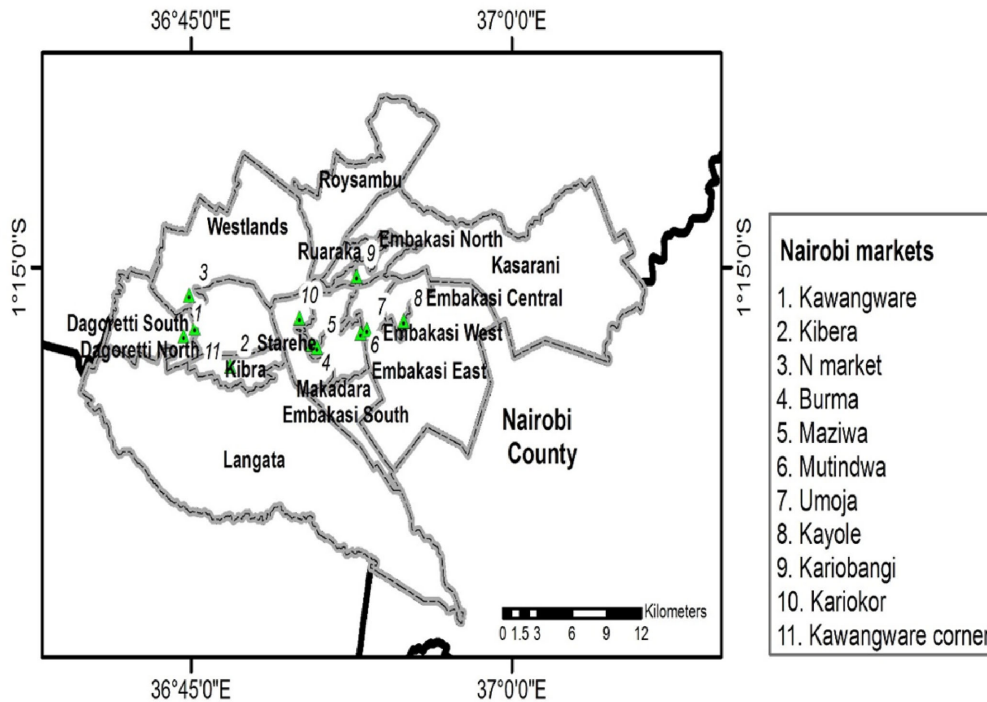 36°45'0"E 37°0'0"E
Roysambu
Westlands
Ruaraka
Embakasi North
9
Kasarani
1°15'0"S
1°15'0"S
3
10
7
8
Embakasi Central
Dagoretti South
1
5
Embakasi West
Dagoretti North
11
2
Starehe
4
6
Kibra
Embakasi East
Makadara
Embakasi South
Nairobi
County
Langata
Kilometers
0 1.5 3 6 9 12
36°45'0"E 37°0'0"E
Nairobi markets
1. Kawangware
2. Kibera
3. N market
4. Burma
5. Maziwa
6. Mutindwa
7. Umoja
8. Kayole
9. Kariobangi
10. Kariokor
11. Kawangware corner